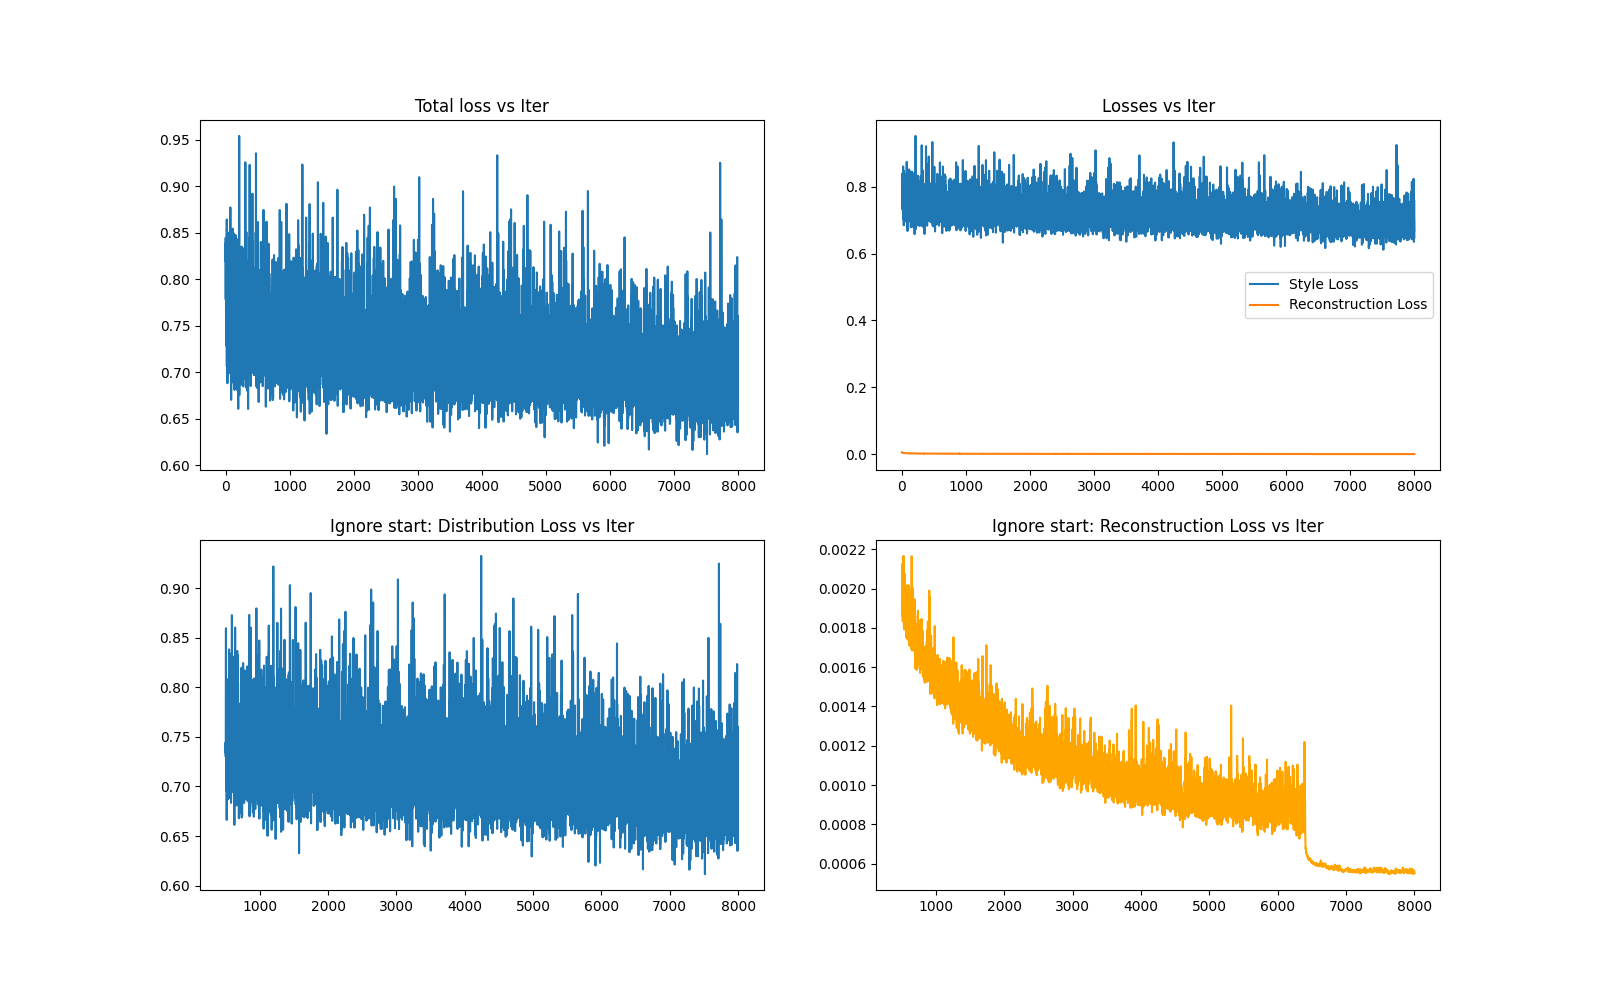 Total loss vs Iter
0.95
0.90
0.85
0.80
0.75
0.70
0.65
0.60
0 1000 2000 3000 4000 5000 6000 7000 8000
Losses vs Iter
0.8
0.6
0.4
0.2
0.0
Style Loss
Reconstruction Loss
0 1000 2000 3000 4000 5000 6000 7000 8000
Ignore start: Distribution Loss vs Iter
0.90
0.85
0.80
0.75
0.70
0.65
0.60
1000 2000 3000 4000 5000 6000 7000 8000
Ignore start: Reconstruction Loss vs Iter
0.0022
0.0020
0.0018
0.0016
0.0014
0.0012
0.0010
0.0008
0.0006
1000 2000 3000 4000 5000 6000 7000 8000